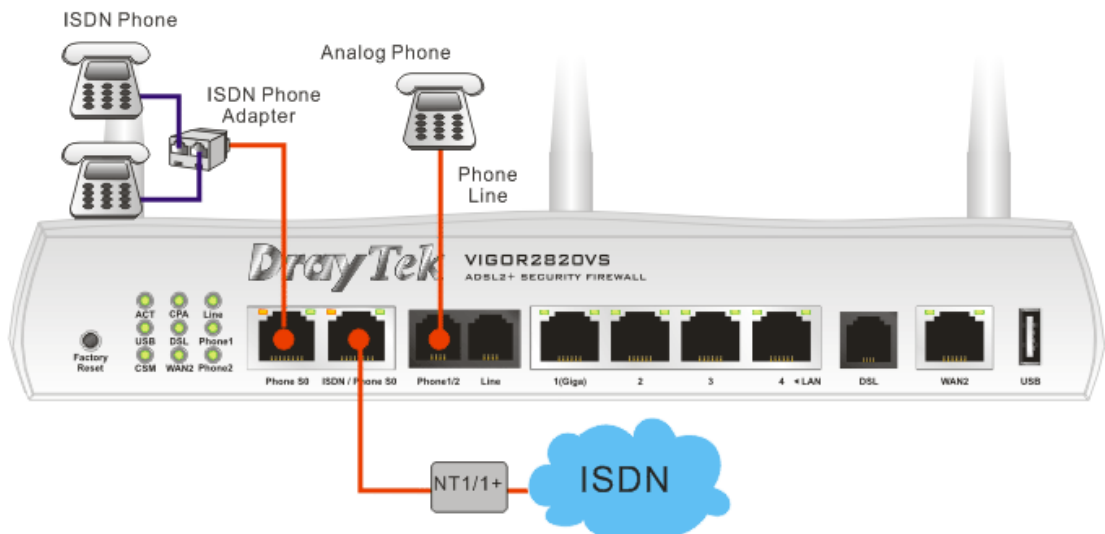 ISDN Phone
Analog Phone
ISDN Phone
Adapter
Phone
Line
DrayTek
VIGOR2820VS
ADSL2+ SECURITY FIREWALL
ACT CPA Line
USB DSL Phone1
CSM WAN2 Phone2
Factory
Reset
Phone S0 ISDN / Phone S0 Phone1/2 Line 1(Giga) 2 3 4 ◄LAN DSL WAN2 USB
NT1/1+
ISDN